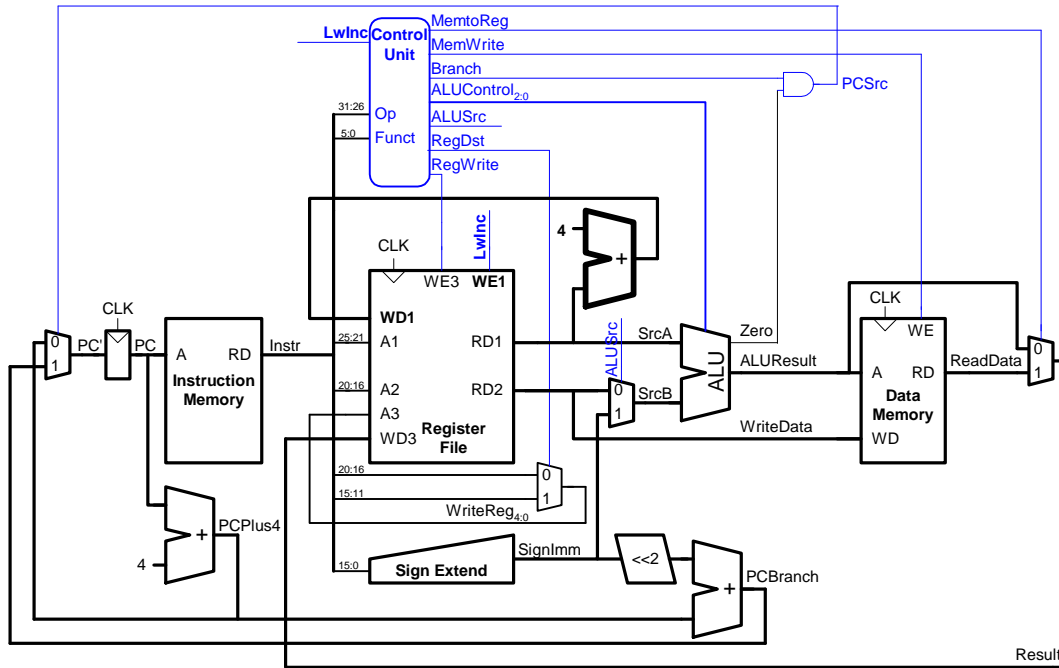 MemtoReg
LwInc Control Unit MemWrite
Branch
PCSrc
ALUControl2:0
31:26 Op ALUSrc
5:0 Funct RegDst
RegWrite
4
+
LwInc
CLK
WE3 WE1
WD1
CLK
CLK
WE
0
1
PC'
PC
A RD
Instruction Memory
Instr
25:21 A1 RD1
20:16 A2 RD2
A3
WD3
Register File
ALUSrc
0
1
SrcA
SrcB
ALU
Zero
ALUResult
WriteData
A RD
Data Memory
WD
ReadData
0
1
20:16 0
15:11 1
WriteReg4:0
+
PCPlus4
4
15:0 Sign Extend
SignImm
<<2
+
PCBranch
Result